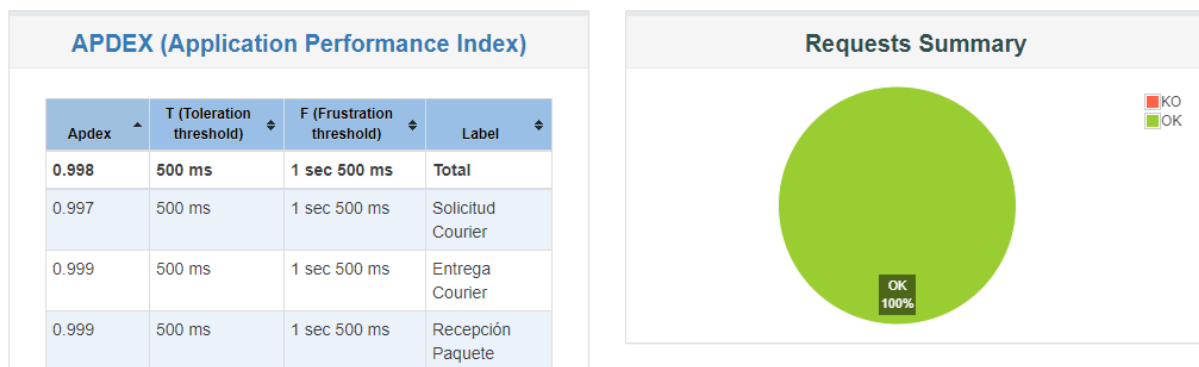 APDEX (Application Performance Index)
Apdex
T (Toleration
threshold)
F (Frustration
threshold)
Label
0.998 500 ms 1 sec 500 ms Total
0.997 500 ms 1 sec 500 ms Solicitud
Courier
0.999 500 ms 1 sec 500 ms Entrega
Courier
0.999 500 ms 1 sec 500 ms Recepción
Paquete
Requests Summary
KO
OK
OK
100%